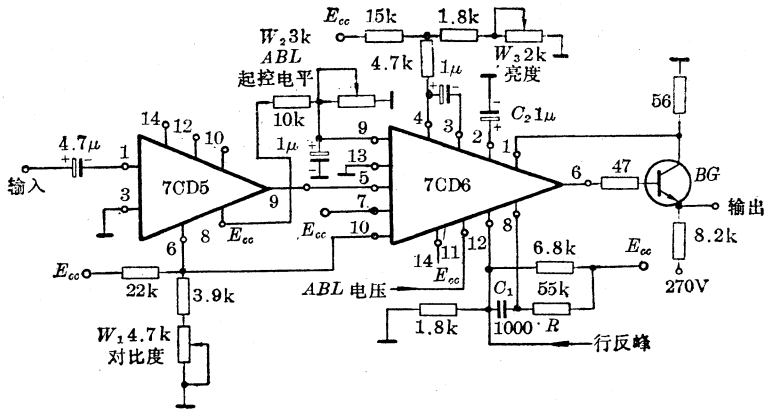 Ecc 15k 1.8k
W₂3k
ABL
起控电平
4.7k
1μ
W₃2k
亮度
10k
C₂1μ
56
14 12 10
4.7μ
1μ
9
4 3 2 1
+ -
1
输入
3
7CD5
9
13
5
7
Ecc
10
7CD6
6
47
BG
输出
6 8 Ecc
14 11 12 8
Ecc
8.2k
270V
6.8k Ecc
Ecc
22k
3.9k
ABL 电压
C₁ 55k
1.8k 1000 R
W₁4.7k
对比度
行反峰